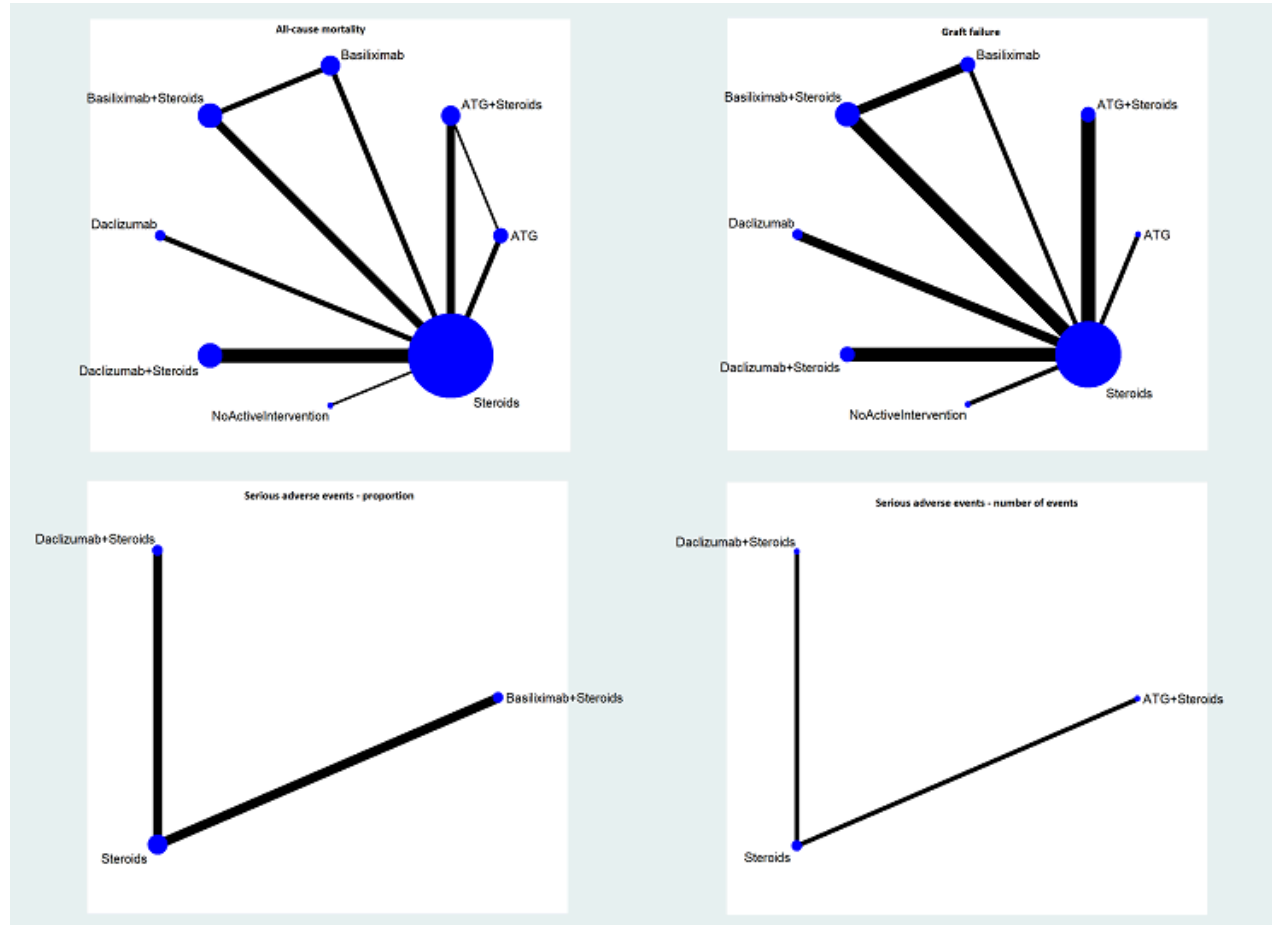 All-cause mortality
Basiliximab
Basiliximab+Steroids
ATG+Steroids
Daclizumab
ATG
Daclizumab+Steroids
Steroids
NoActiveIntervention
Graft failure
Basiliximab
Basiliximab+Steroids
ATG+Steroids
Daclizumab
ATG
Daclizumab+Steroids
Steroids
NoActiveIntervention
Serious adverse events - proportion
Daclizumab+Steroids
Basiliximab+Steroids
Steroids
Serious adverse events - number of events
Daclizumab+Steroids
ATG+Steroids
Steroids